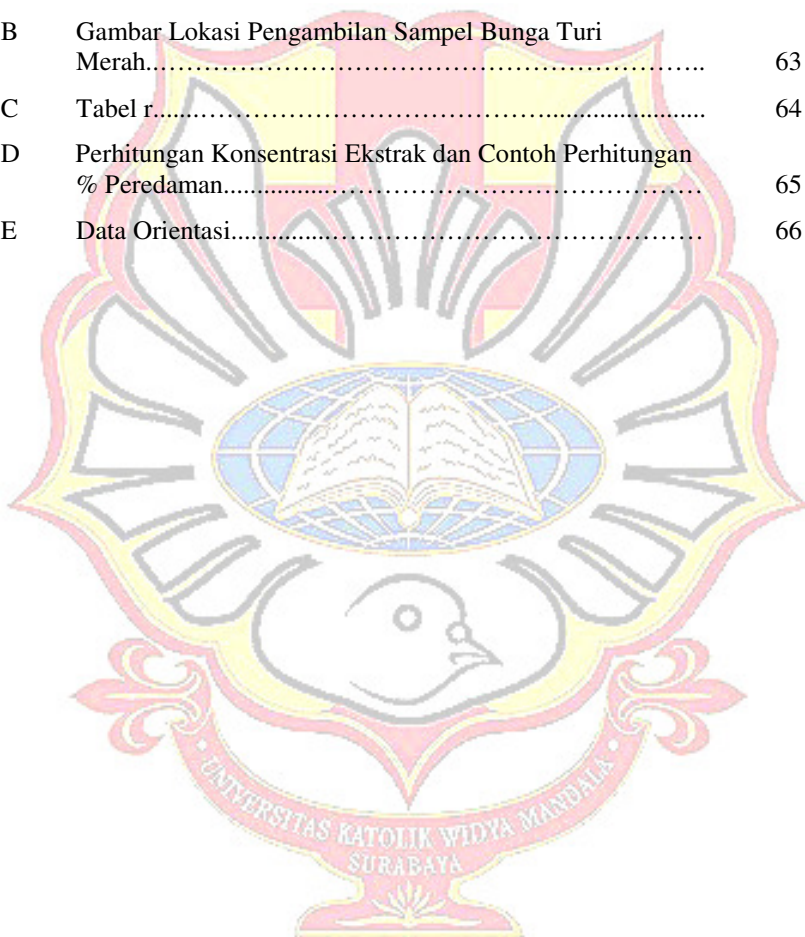 B Gambar Lokasi Pengambilan Sampel Bunga Turi
Merah.................................................................. 63
C Tabel r.................................................................. 64
D Perhitungan Konsentrasi Ekstrak dan Contoh Perhitungan
% Peredaman.................................................................. 65
E Data Orientasi.................................................................. 66
UNIVERSITAS KATOLIK WIDYA MANDALA
SURABAYA